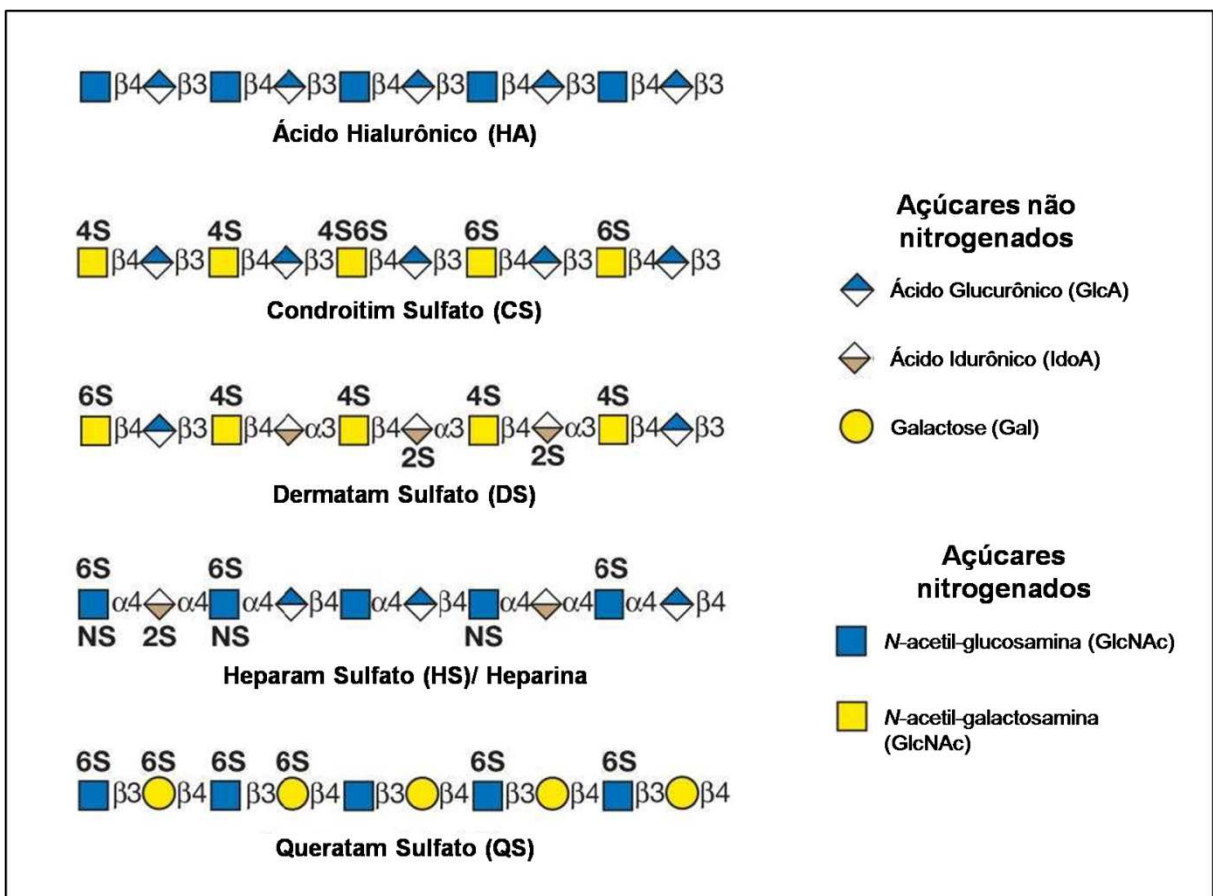 β4 β3 β4 β3 β4 β3 β4 β3 β4 β3
Ácido Hialurônico (HA)
4S 4S 4S6S 6S 6S
β4 β3 β4 β3 β4 β3 β4 β3 β4 β3
Condroitim Sulfato (CS)
6S 4S 4S 4S 4S
β4 β3 β4 α3 β4 α3 β4 α3 β4 β3
2S 2S
Dermatam Sulfato (DS)
6S 6S 6S
α4 α4 α4 β4 α4 β4 α4 α4 α4 β4
NS 2S NS NS
Heparam Sulfato (HS)/ Heparina
6S 6S 6S 6S 6S 6S
β3 β4 β3 β4 β3 β4 β3 β4 β3 β4
Queratam Sulfato (QS)
Açúcares não
nitrogenados
Ácido Glucurônico (GlcA)
Ácido Idurônico (IdoA)
Galactose (Gal)
Açúcares
nitrogenados
N-acetil-glucosamina (GlcNAc)
N-acetil-galactosamina
(GlcNAc)